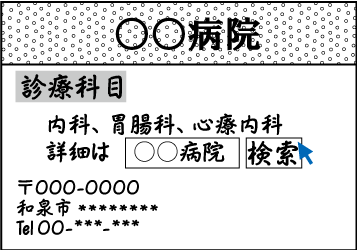 〇〇病院
診療科目
内科、胃腸科、心療内科
詳細は 〇〇病院 検索
〒000-0000
和泉市 ********
Tel 00-***-***